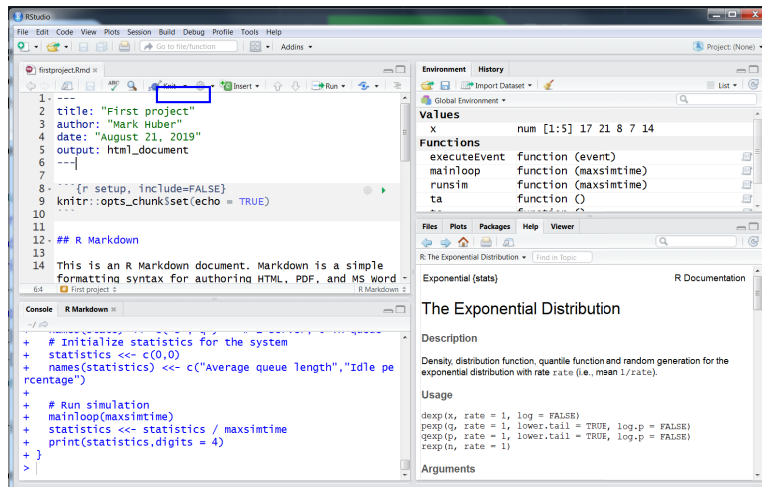 RStudio
File Edit Code View Plots Session Build Debug Profile Tools Help
Go to file/function
Addins
Project: (None)
firstproject.Rmd
ABC
Knit
Insert
Run
1 ---
2 title: "First project"
3 author: "Mark Huber"
4 date: "August 21, 2019"
5 output: html_document
6 ---
7
8 ```{r setup, include=FALSE}
9 knitr::opts_chunk$set(echo = TRUE)
10 ```
11
12 ## R Markdown
13
14 This is an R Markdown document. Markdown is a simple
formatting syntax for authoring HTML, PDF, and MS Word
6:4 First project R Markdown
Console R Markdown
~/
+ # Initialize statistics for the system
+ statistics <<- c(0,0)
+ names(statistics) <<- c("Average queue length","Idle pe
rcentage")
+
+ # Run simulation
+ mainloop(maxsimtime)
+ statistics <<- statistics / maxsimtime
+ print(statistics,digits = 4)
+ }
>
Environment History
Import Dataset List
Global Environment
Values
x num [1:5] 17 21 8 7 14
Functions
executeEvent function (event)
mainloop function (maxsimtime)
runsim function (maxsimtime)
ta function ()
Files Plots Packages Help Viewer
R: The Exponential Distribution Find in Topic
Exponential {stats} R Documentation
The Exponential Distribution
Description
Density, distribution function, quantile function and random generation for the
exponential distribution with rate rate (i.e., mean 1/rate).
Usage
dexp(x, rate = 1, log = FALSE)
pexp(q, rate = 1, lower.tail = TRUE, log.p = FALSE)
qexp(p, rate = 1, lower.tail = TRUE, log.p = FALSE)
rexp(n, rate = 1)
Arguments